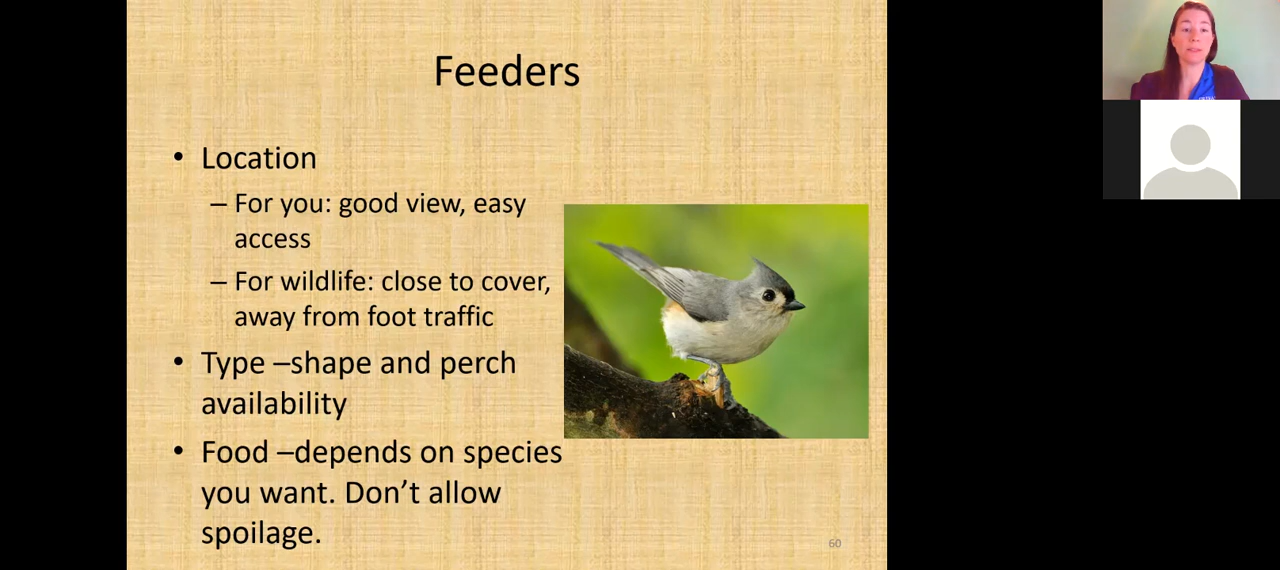 Feeders
• Location
– For you: good view, easy
access
– For wildlife: close to cover,
away from foot traffic
• Type –shape and perch
availability
• Food –depends on species
you want. Don’t allow
spoilage.
60